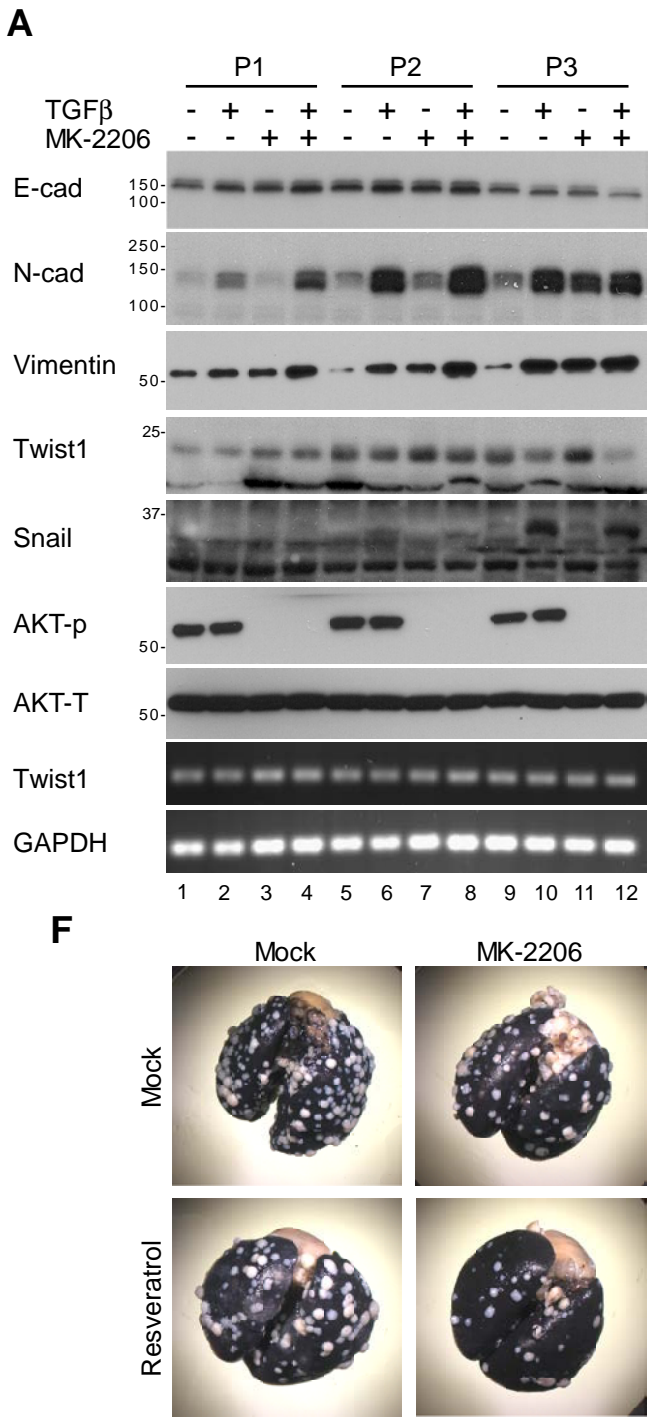 A
P1 P2 P3
TGFβ - + - + - + - + - + - +
MK-2206 - - + + - - + + - - + +
E-cad 150- 100-
N-cad 250- 150- 100-
Vimentin 50-
Twist1 25-
Snail 37-
AKT-p 50-
AKT-T 50-
Twist1
GAPDH
1 2 3 4 5 6 7 8 9 10 11 12
F
Mock MK-2206
Mock
Resveratrol